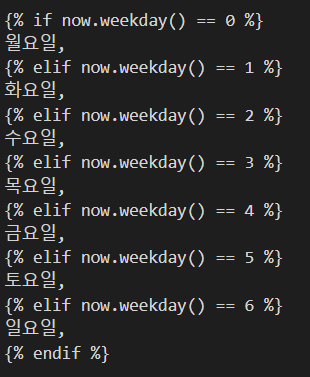 {% if now.weekday() == 0 %}
월요일,
{% elif now.weekday() == 1 %}
화요일,
{% elif now.weekday() == 2 %}
수요일,
{% elif now.weekday() == 3 %}
목요일,
{% elif now.weekday() == 4 %}
금요일,
{% elif now.weekday() == 5 %}
토요일,
{% elif now.weekday() == 6 %}
일요일,
{% endif %}